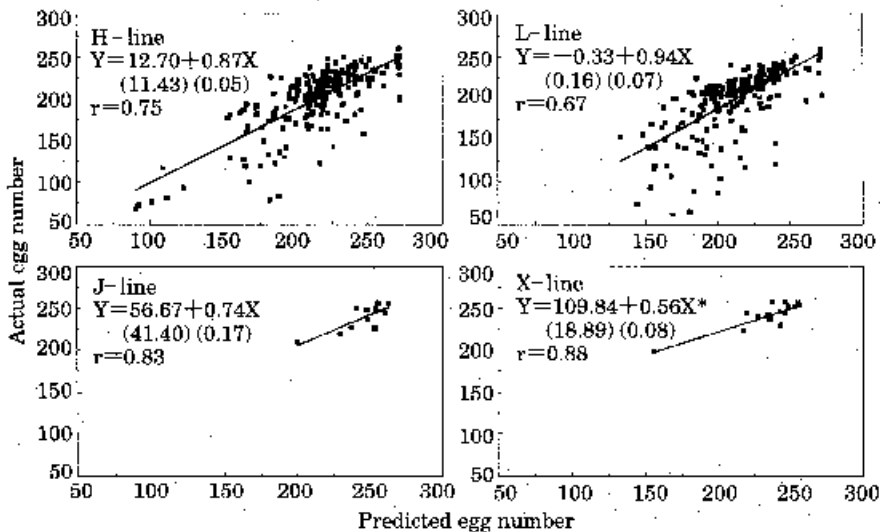 300
250
200
150
100
50
H-line
Y=12.70+0.87X
(11.43) (0.05)
r=0.75
50 100 150 200 250 300
300
250
200
150
100
50
L-line
Y=-0.33+0.94X
(0.16) (0.07)
r=0.67
50 100 150 200 250 300
Actual egg number
300
250
200
150
100
50
J-line
Y=56.67+0.74X
(41.40) (0.17)
r=0.83
50 100 150 200 250 300
300
250
200
150
100
50
X-line
Y=109.84+0.56X*
(18.89) (0.08)
r=0.88
50 100 150 200 250 300
Predicted egg number